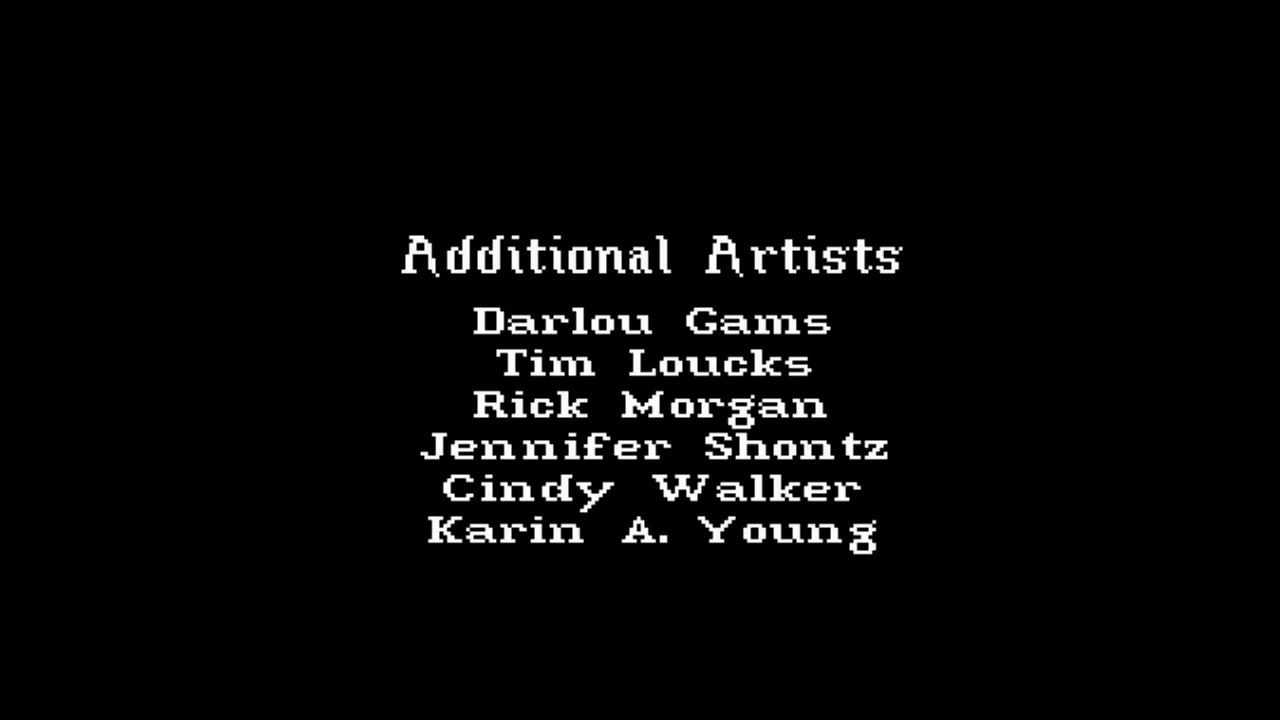 Additional Artists
Darlou Gams
Tim Loucks
Rick Morgan
Jennifer Shontz
Cindy Walker
Karin A. Young